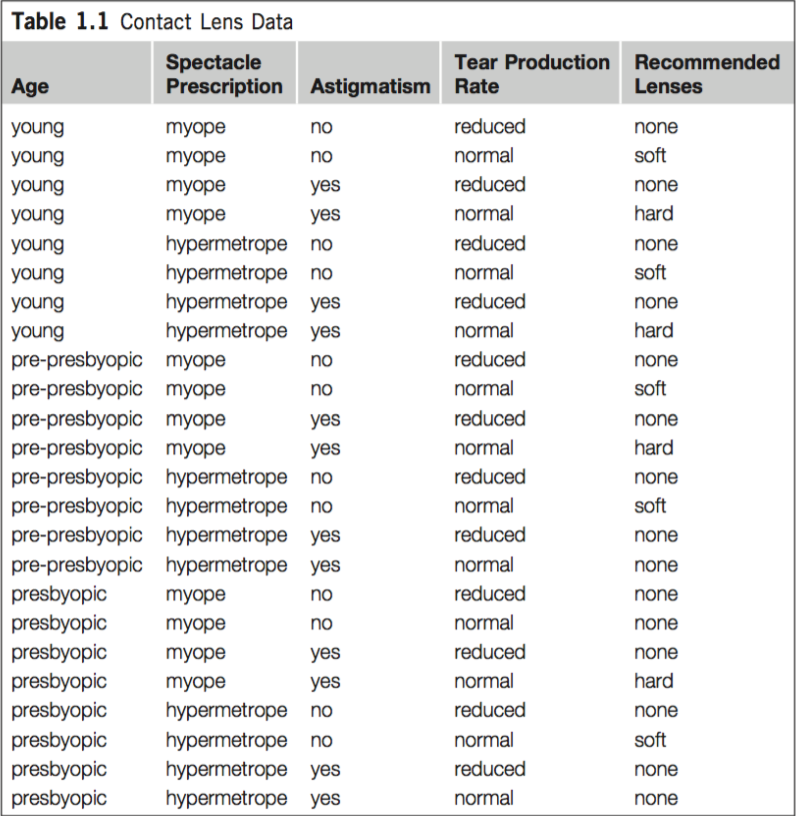 Table 1.1 Contact Lens Data
Age Spectacle Prescription Astigmatism Tear Production Rate Recommended Lenses
young myope no reduced none
young myope no normal soft
young myope yes reduced none
young myope yes normal hard
young hypermetrope no reduced none
young hypermetrope no normal soft
young hypermetrope yes reduced none
young hypermetrope yes normal hard
pre-presbyopic myope no reduced none
pre-presbyopic myope no normal soft
pre-presbyopic myope yes reduced none
pre-presbyopic myope yes normal hard
pre-presbyopic hypermetrope no reduced none
pre-presbyopic hypermetrope no normal soft
pre-presbyopic hypermetrope yes reduced none
pre-presbyopic hypermetrope yes normal none
presbyopic myope no reduced none
presbyopic myope no normal none
presbyopic myope yes reduced none
presbyopic myope yes normal hard
presbyopic hypermetrope no reduced none
presbyopic hypermetrope no normal soft
presbyopic hypermetrope yes reduced none
presbyopic hypermetrope yes normal none